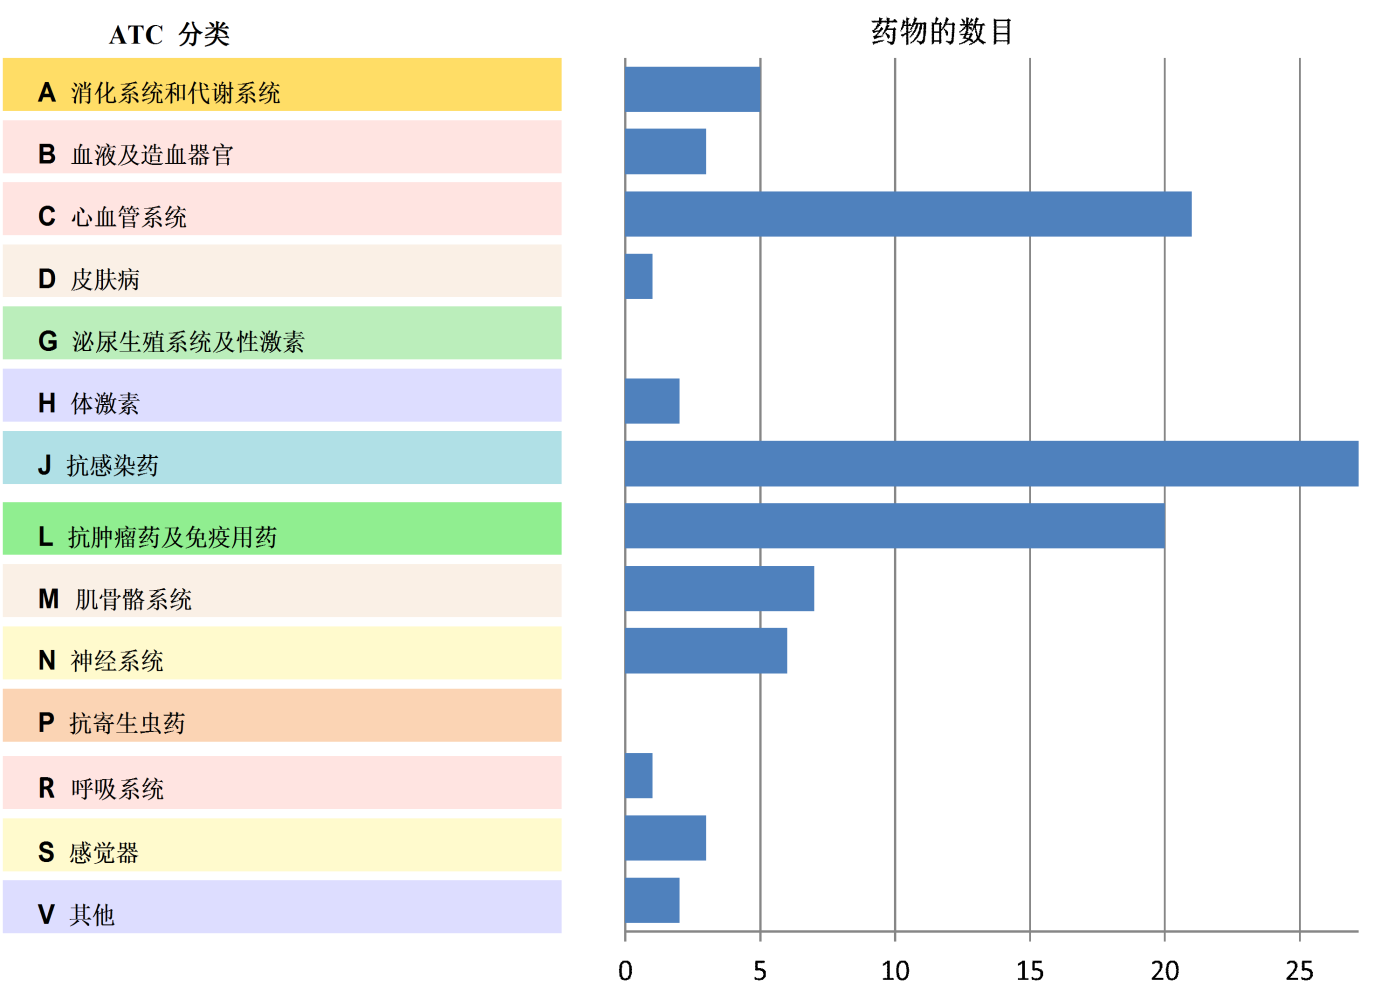 ATC 分类
药物的数目
A 消化系统和代谢系统
B 血液及造血器官
C 心血管系统
D 皮肤病
G 泌尿生殖系统及性激素
H 体激素
J 抗感染药
L 抗肿瘤药及免疫用药
M 肌骨骼系统
N 神经系统
P 抗寄生虫药
R 呼吸系统
S 感觉器
V 其他
0 5 10 15 20 25